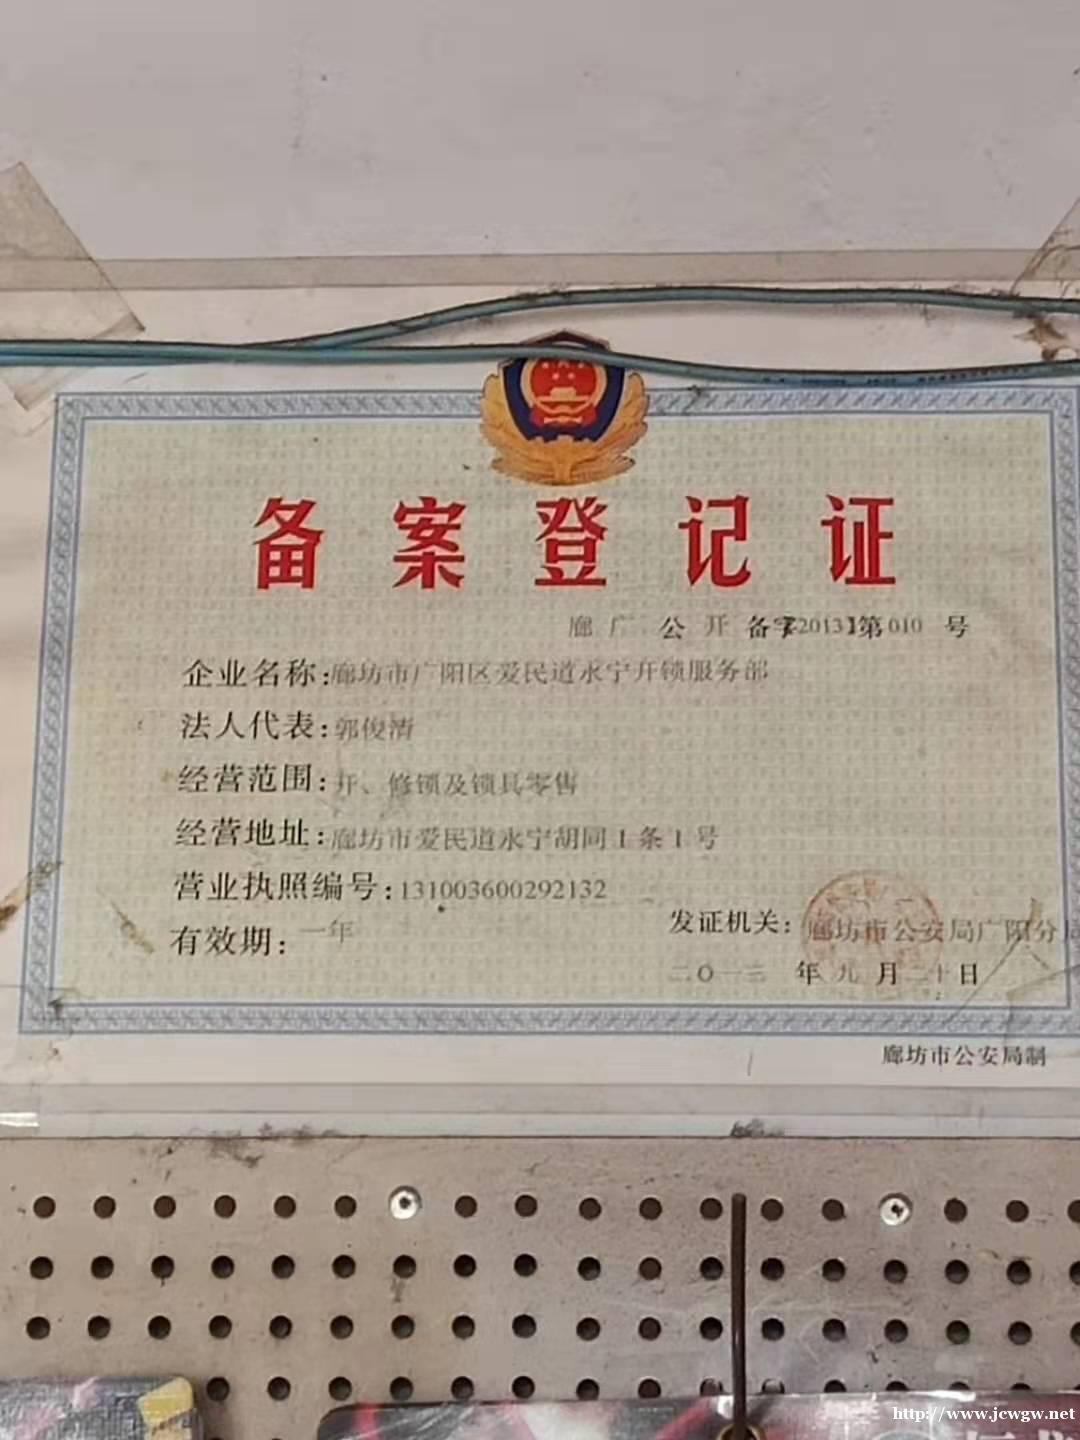 备案登记证
廊广公开备字【2013】第010号
企业名称:廊坊市广阳区爱民道永宁开锁服务部
法人代表:郭俊清
经营范围:开、修锁及锁具零售
经营地址:廊坊市爱民道永宁胡同1条1号
营业执照编号:131003600292132
有效期:一年
发证机关:廊坊市公安局广阳分局
二〇一三年九月二十日
廊坊市公安局制
http://www.jcwgw.net